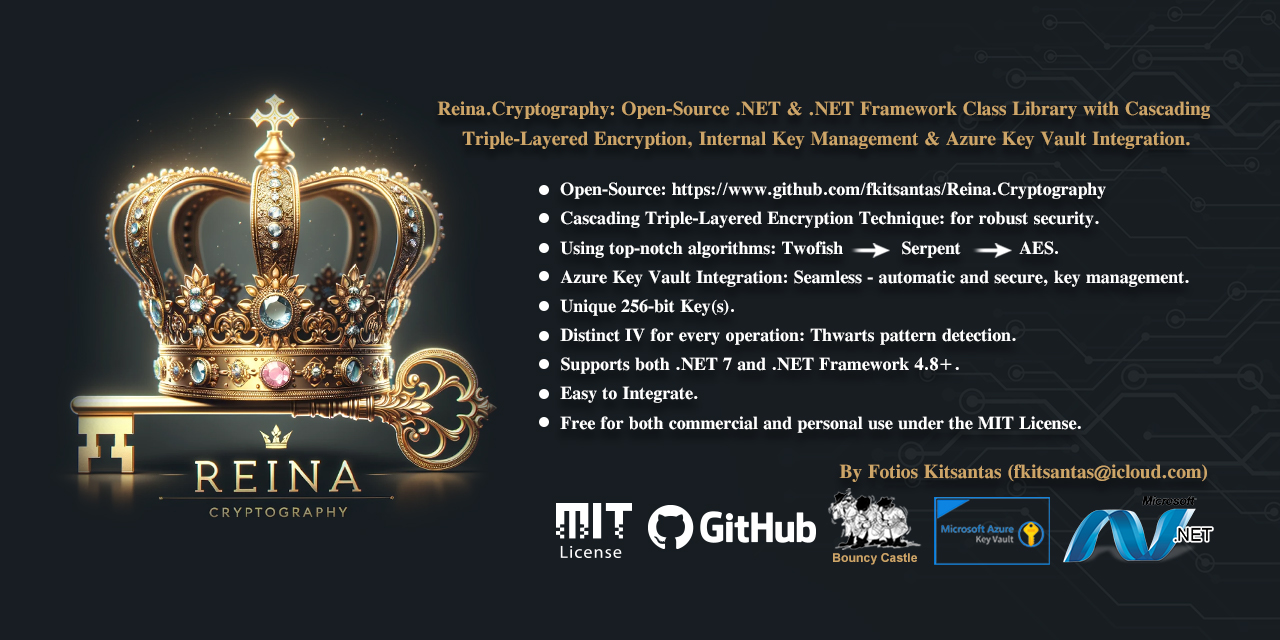 Reina.Cryptography: Open-Source .NET & .NET Framework Class Library with Cascading
Triple-Layered Encryption, Internal Key Management & Azure Key Vault Integration.
Open-Source: https://www.github.com/fkitsantas/Reina.Cryptography
Cascading Triple-Layered Encryption Technique: for robust security.
Using top-notch algorithms: Twofish → Serpent → AES.
Azure Key Vault Integration: Seamless - automatic and secure, key management.
Unique 256-bit Key(s).
Distinct IV for every operation: Thwarts pattern detection.
Supports both .NET 7 and .NET Framework 4.8+.
Easy to Integrate.
Free for both commercial and personal use under the MIT License.
REINA
CRYPTOGRAPHY
By Fotios Kitsantas (fkitsantas@icloud.com)
MIT
License
GitHub
Bouncy Castle
Microsoft Azure
Key Vault
Microsoft
.NET